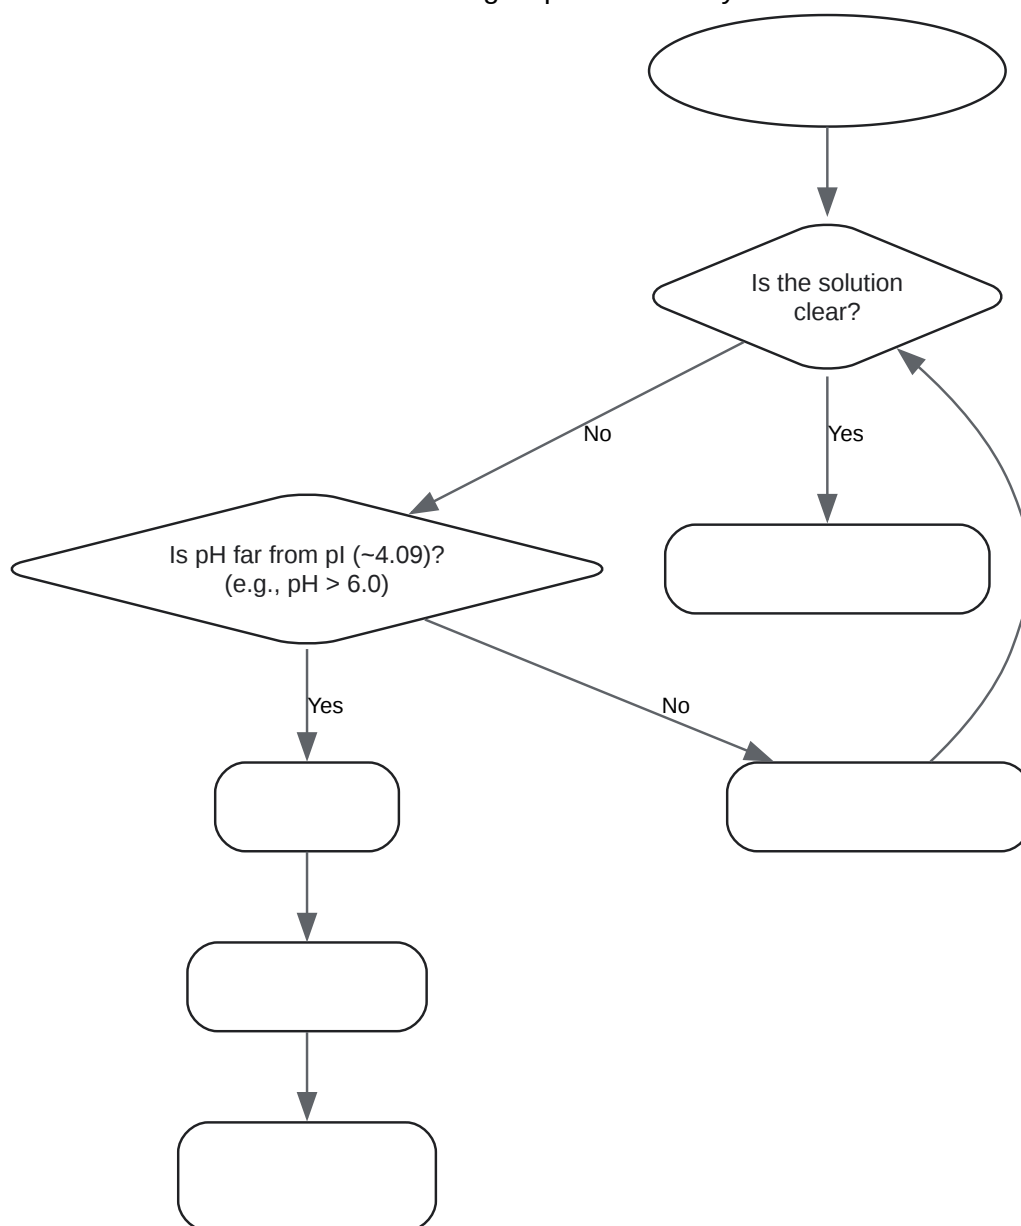 Is the solution
clear?
No
Yes
Is pH far from pI (~4.09)?
(e.g., pH > 6.0)
Yes
No